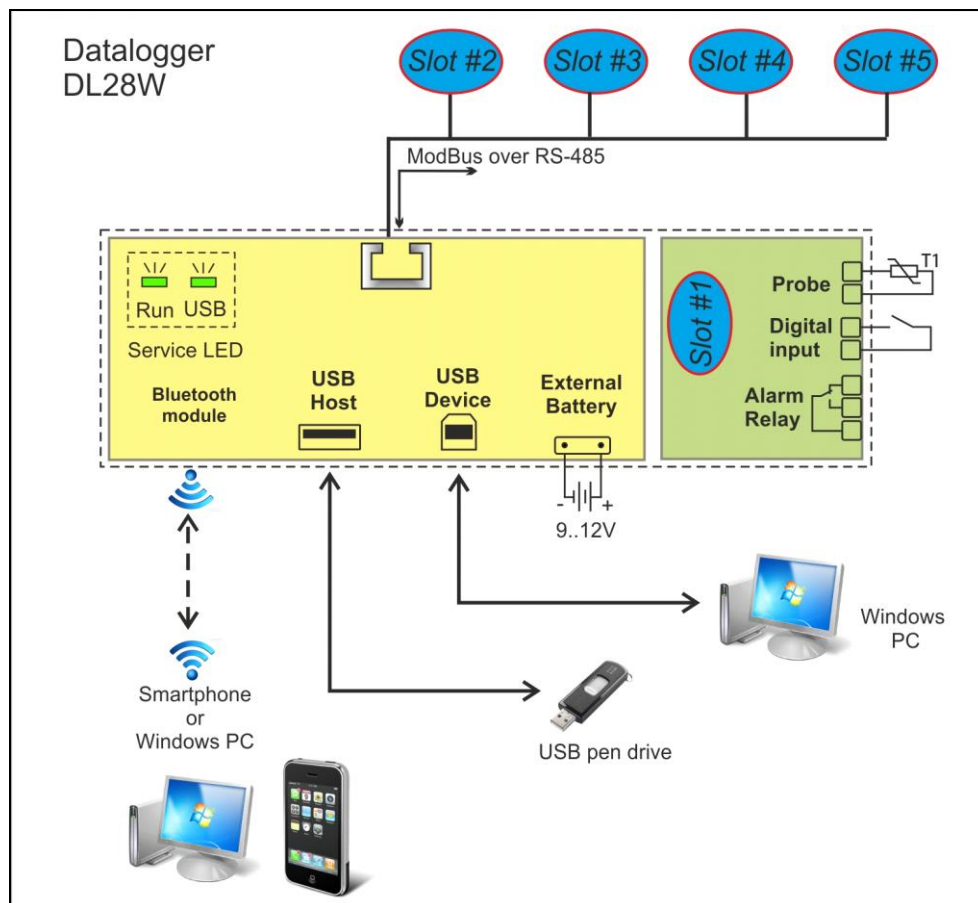 Datalogger
DL28W
Slot #2
Slot #3
Slot #4
Slot #5
ModBus over RS-485
Run
USB
Service LED
Bluetooth
module
USB
Host
USB
Device
External
Battery
Slot #1
Probe
T1
Digital
input
Alarm
Relay
- +
9..12V
Windows
PC
Smartphone
or
Windows PC
USB pen drive